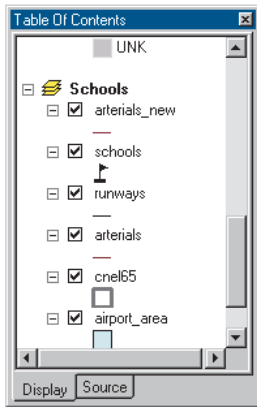 Table Of Contents
UNK
Schools
arterials_new
schools
runways
arterials
cnel65
airport_area
Display Source